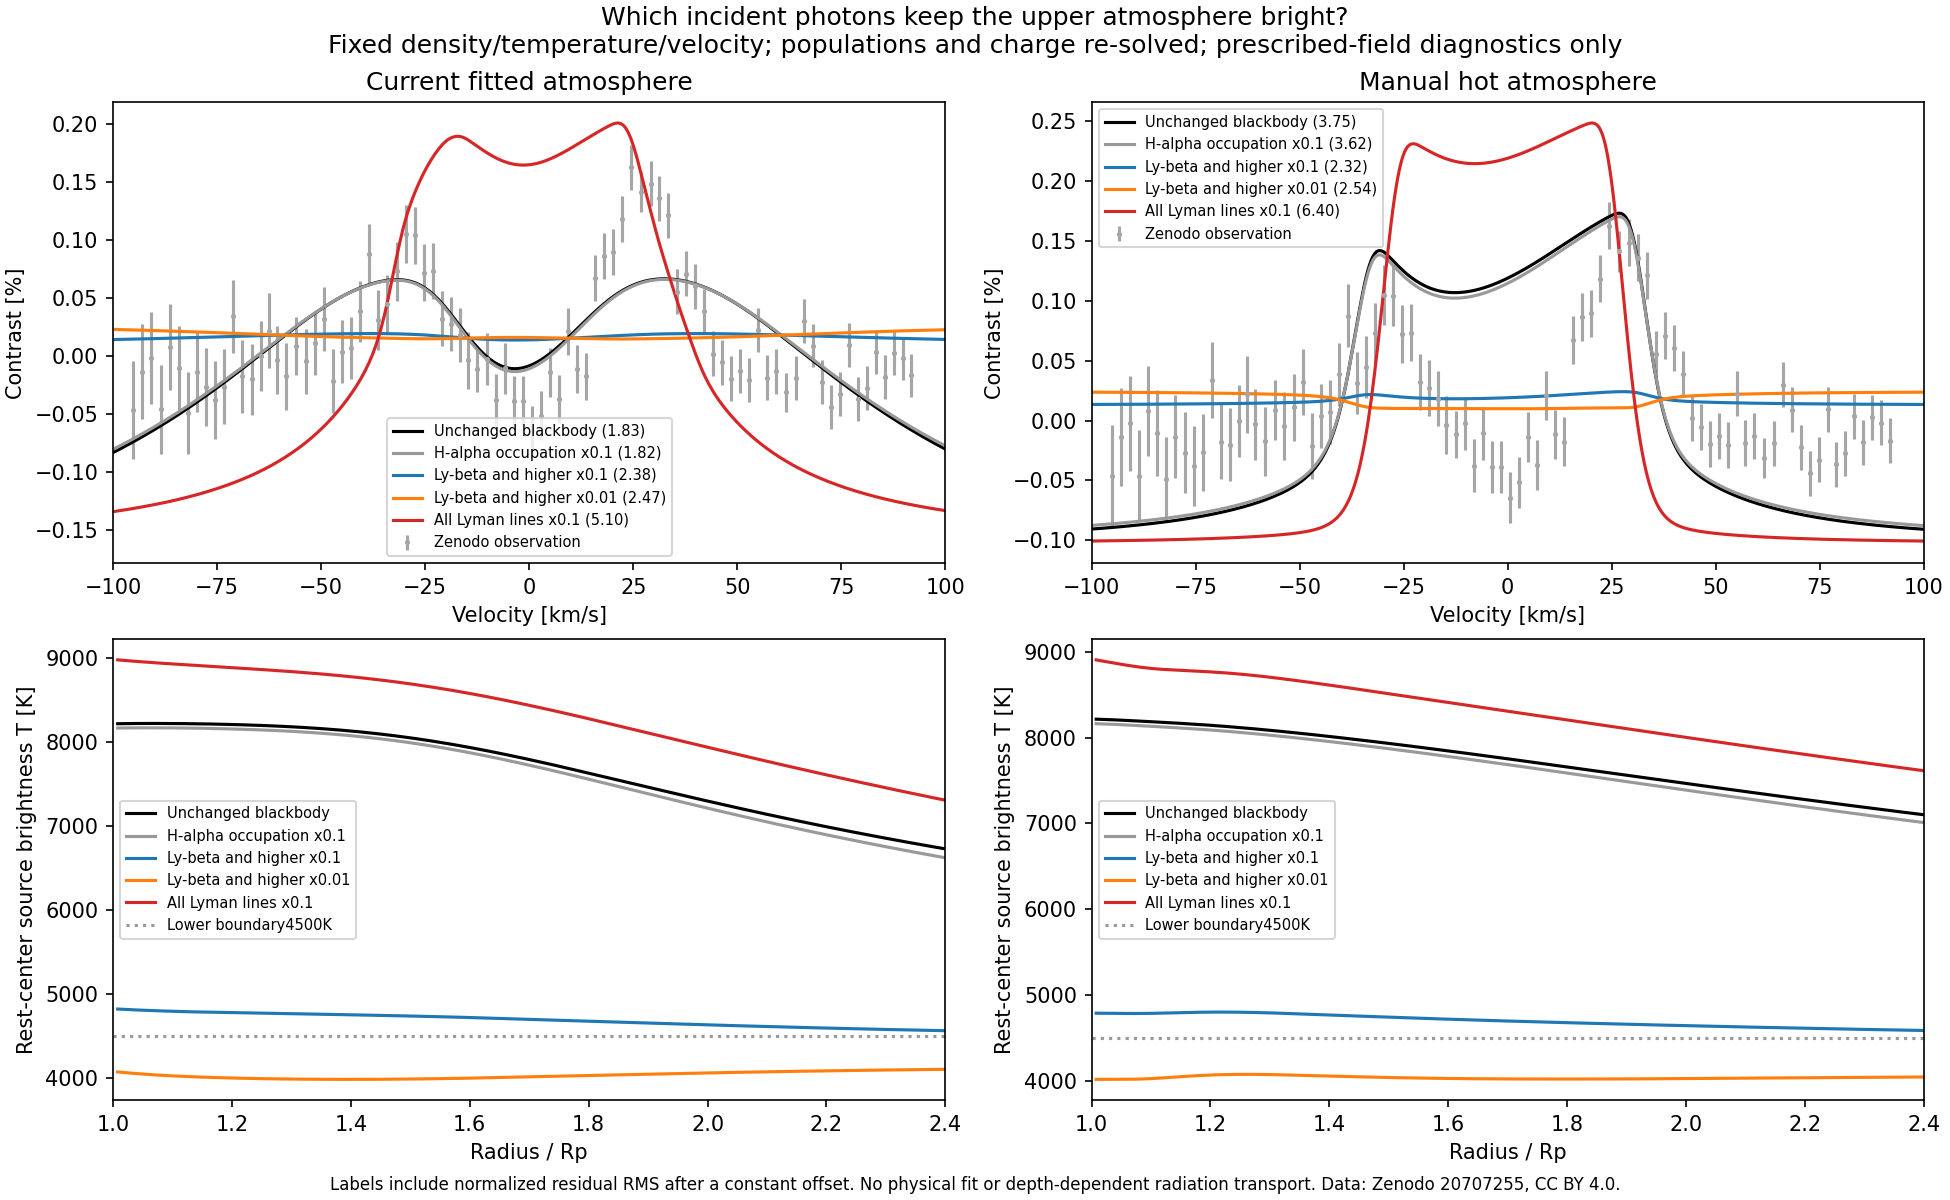 Which incident photons keep the upper atmosphere bright?
Fixed density/temperature/velocity; populations and charge re-solved; prescribed-field diagnostics only
Current fitted atmosphere
Contrast [%]
0.20
0.15
0.10
0.05
0.00
−0.05
−0.10
−0.15
Unchanged blackbody (1.83)
H-alpha occupation x0.1 (1.82)
Ly-beta and higher x0.1 (2.38)
Ly-beta and higher x0.01 (2.47)
All Lyman lines x0.1 (5.10)
Zenodo observation
−100 −75 −50 −25 0 25 50 75 100
Velocity [km/s]
Manual hot atmosphere
Contrast [%]
0.25
0.20
0.15
0.10
0.05
0.00
−0.05
−0.10
Unchanged blackbody (3.75)
H-alpha occupation x0.1 (3.62)
Ly-beta and higher x0.1 (2.32)
Ly-beta and higher x0.01 (2.54)
All Lyman lines x0.1 (6.40)
Zenodo observation
−100 −75 −50 −25 0 25 50 75 100
Velocity [km/s]
Rest-center source brightness T [K]
9000
8000
7000
6000
5000
4000
Unchanged blackbody
H-alpha occupation x0.1
Ly-beta and higher x0.1
Ly-beta and higher x0.01
All Lyman lines x0.1
Lower boundary4500K
1.0 1.2 1.4 1.6 1.8 2.0 2.2 2.4
Radius / Rp
Rest-center source brightness T [K]
9000
8000
7000
6000
5000
4000
Unchanged blackbody
H-alpha occupation x0.1
Ly-beta and higher x0.1
Ly-beta and higher x0.01
All Lyman lines x0.1
Lower boundary4500K
1.0 1.2 1.4 1.6 1.8 2.0 2.2 2.4
Radius / Rp
Labels include normalized residual RMS after a constant offset. No physical fit or depth-dependent radiation transport. Data: Zenodo 20707255, CC BY 4.0.